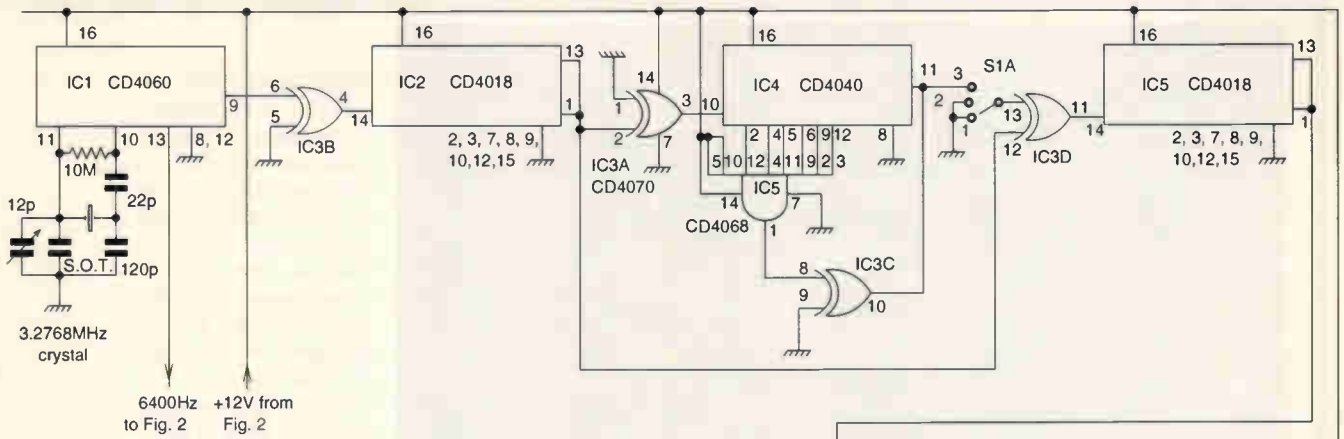 16
IC1 CD4060
9
11
10
13
8, 12
10M
12p
22p
S.O.T.
120p
3.2768MHz
crystal
6400Hz
to Fig. 2
+12V from
Fig. 2
6
5
4
IC3B
16
IC2 CD4018
14
13
1
2, 3, 7, 8, 9,
10,12,15
14
1
2
3
7
IC3A
CD4070
16
IC4 CD4040
10
11
2 4 5 6 9 12
8
5 10 12 4 11 9 2 3
IC5
14
7
CD4068
1
8
9
10
IC3C
S1A
3
2
1
13
12
11
IC3D
16
IC5 CD4018
14
13
1
2, 3, 7, 8, 9,
10,12,15